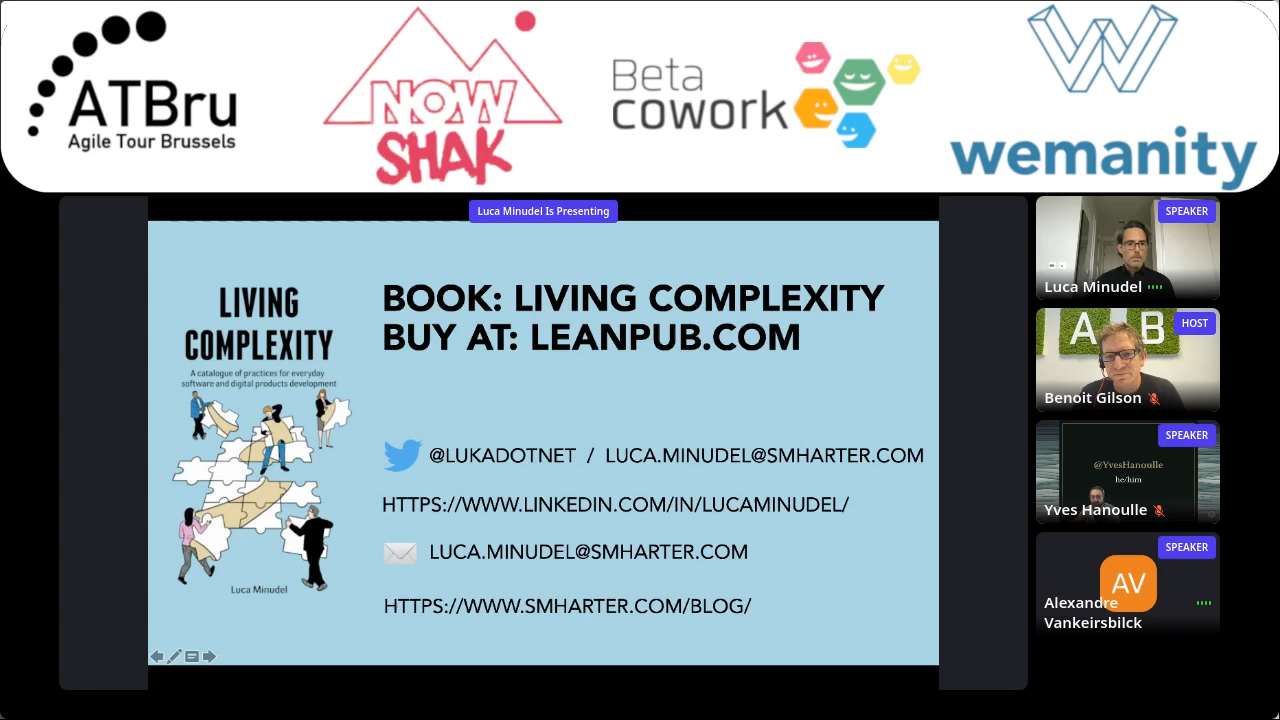 ATBru
Agile Tour Brussels
NOW
SHAK
Beta
cowork
wemanity
Luca Minudel Is Presenting
LIVING
COMPLEXITY
A catalogue of practices for everyday
software and digital products development
Luca Minudel
BOOK: LIVING COMPLEXITY
BUY AT: LEANPUB.COM
@LUKADOTNET / LUCA.MINUDEL@SMHARTER.COM
HTTPS://WWW.LINKEDIN.COM/IN/LUCAMINUDEL/
LUCA.MINUDEL@SMHARTER.COM
HTTPS://WWW.SMHARTER.COM/BLOG/
SPEAKER
Luca Minudel
A B
HOST
Benoit Gilson
SPEAKER
@YvesHanoulle
he/him
Yves Hanoulle
SPEAKER
AV
Alexandre
Vankeirsbilck